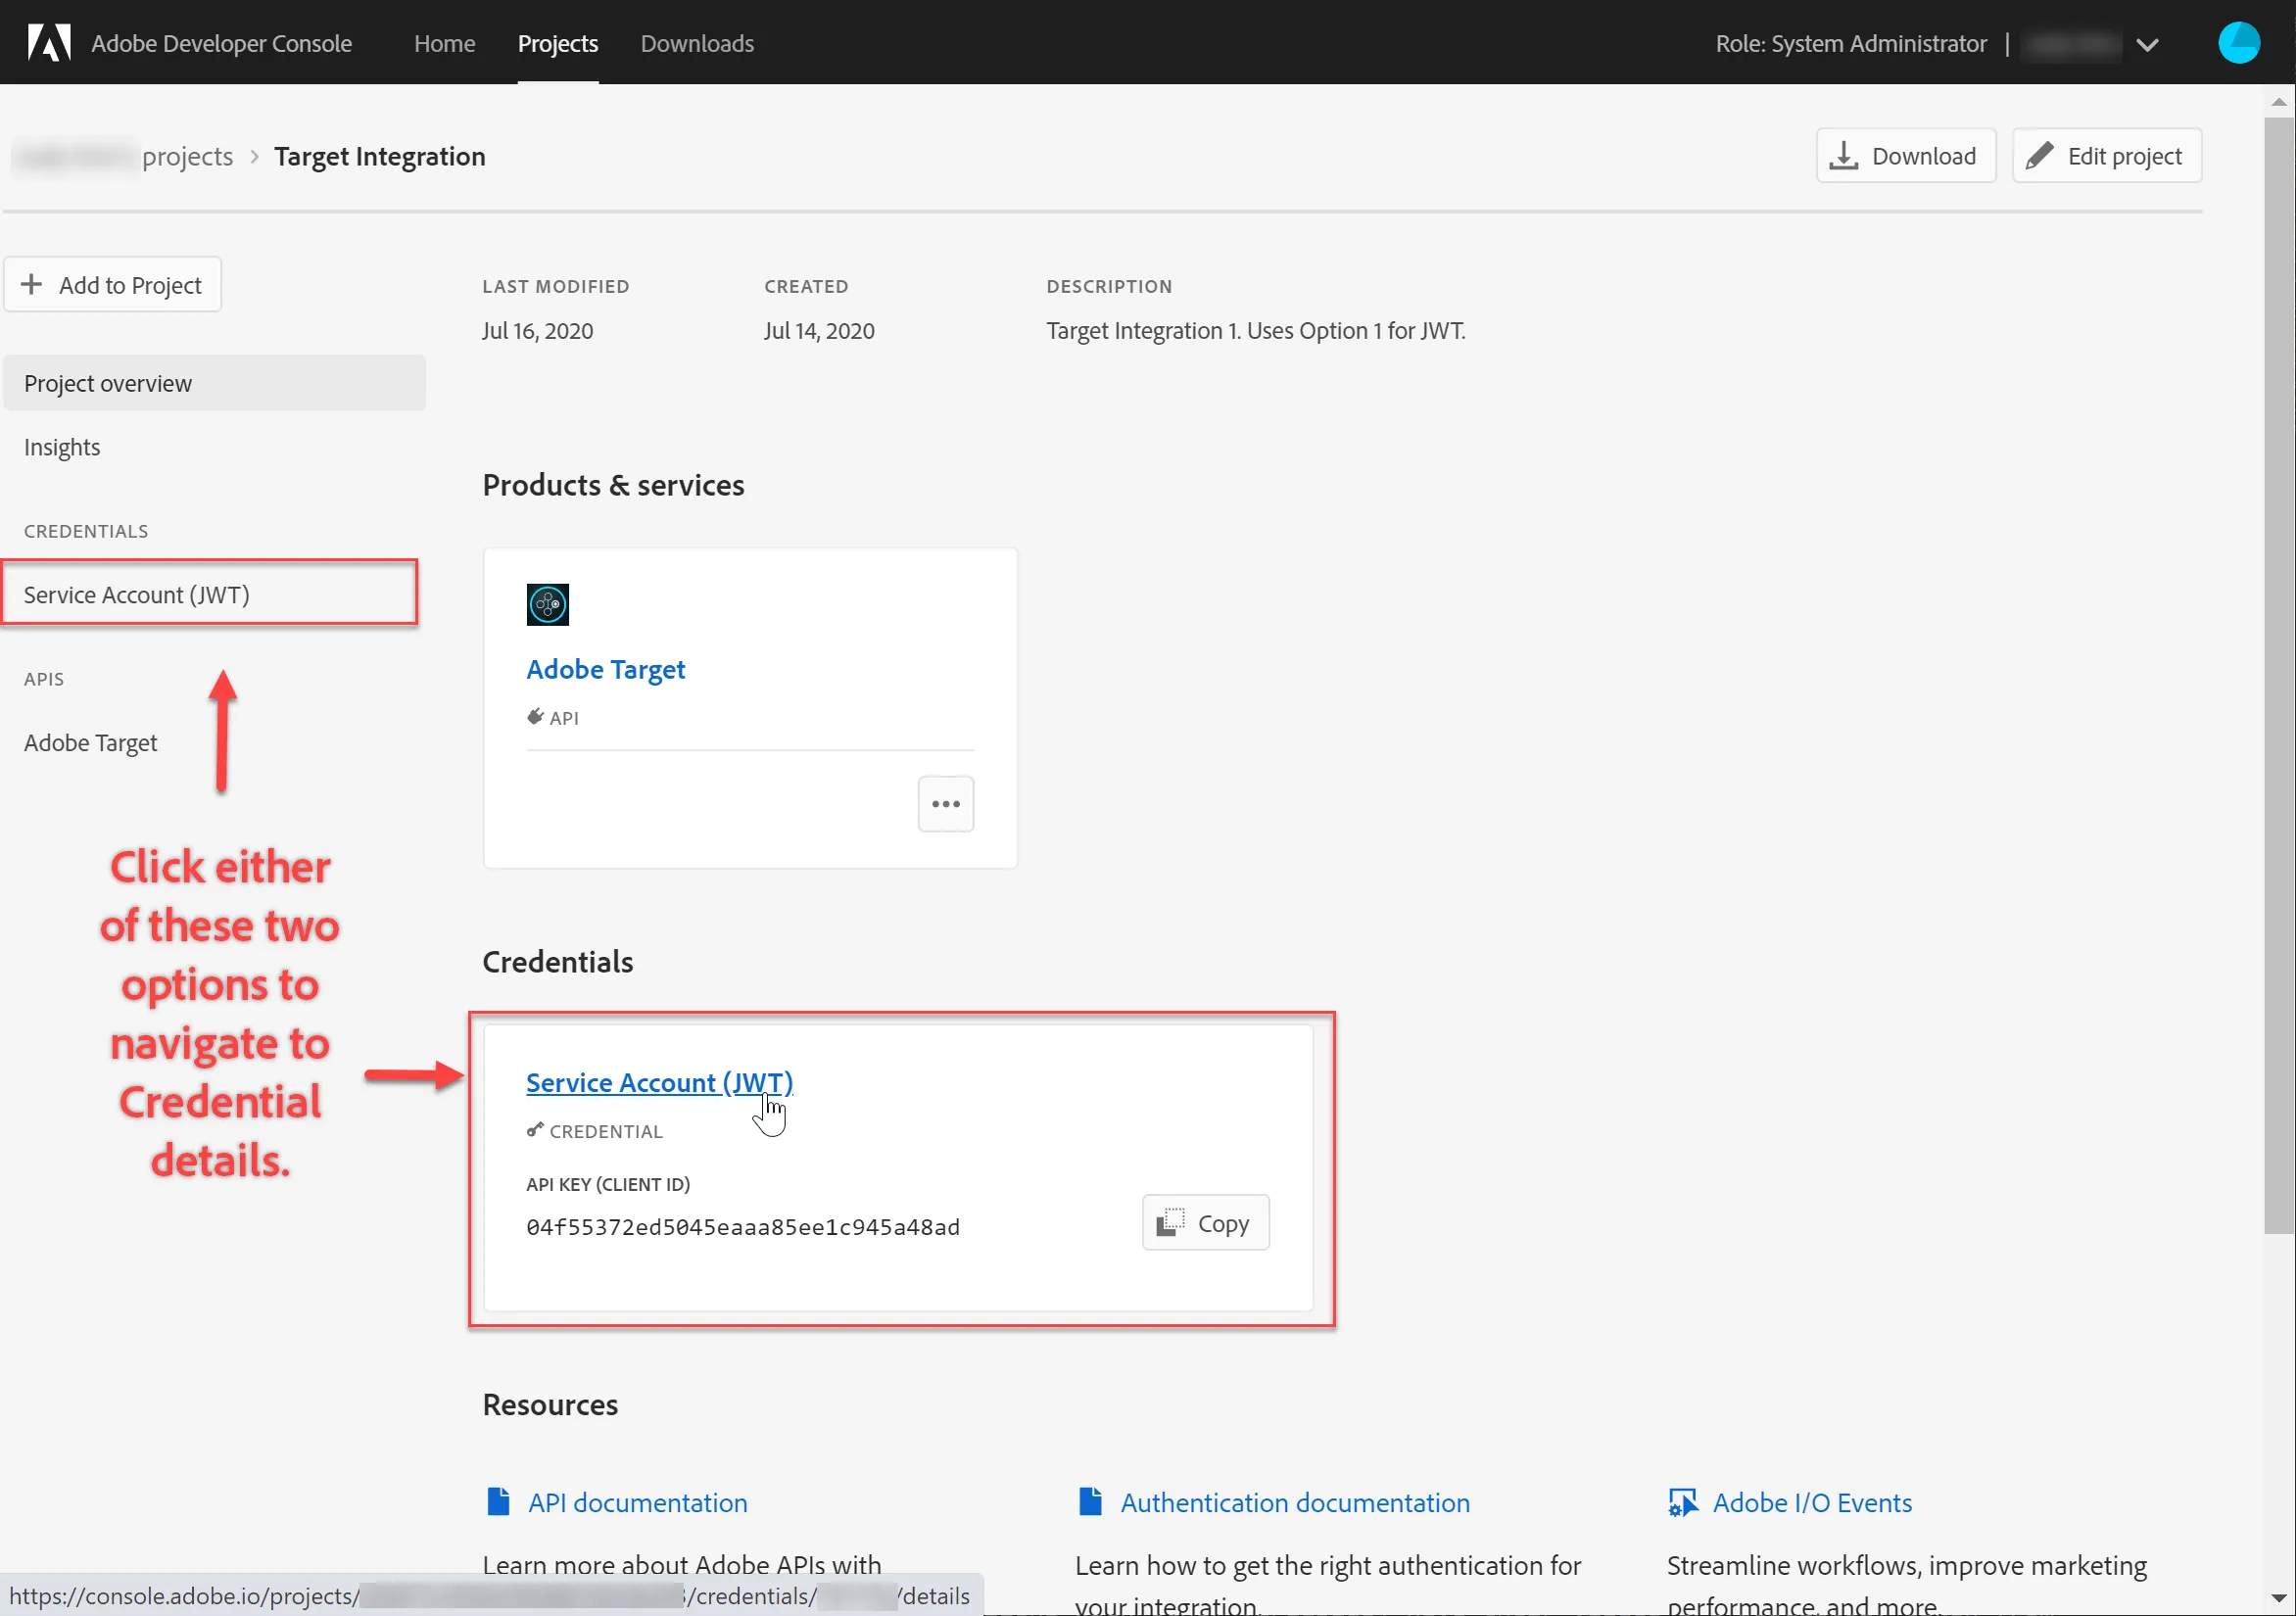 Adobe Developer Console
Home
Projects
Downloads
Role: System Administrator |
projects > Target Integration
Download
Edit project
+ Add to Project
LAST MODIFIED
CREATED
DESCRIPTION
Jul 16, 2020
Jul 14, 2020
Target Integration 1. Uses Option 1 for JWT.
Project overview
Insights
CREDENTIALS
Service Account (JWT)
APIS
Adobe Target
Click either
of these two
options to
navigate to
Credential
details.
Products & services
Adobe Target
API
Credentials
Service Account (JWT)
CREDENTIAL
API KEY (CLIENT ID)
04f55372ed5045eaaa85ee1c945a48ad
Copy
Resources
API documentation
Learn more about Adobe APIs with
Authentication documentation
Learn how to get the right authentication for
your integration.
Adobe I/O Events
Streamline workflows, improve marketing
performance, and more.
https://console.adobe.io/projects/ /credentials/ /details